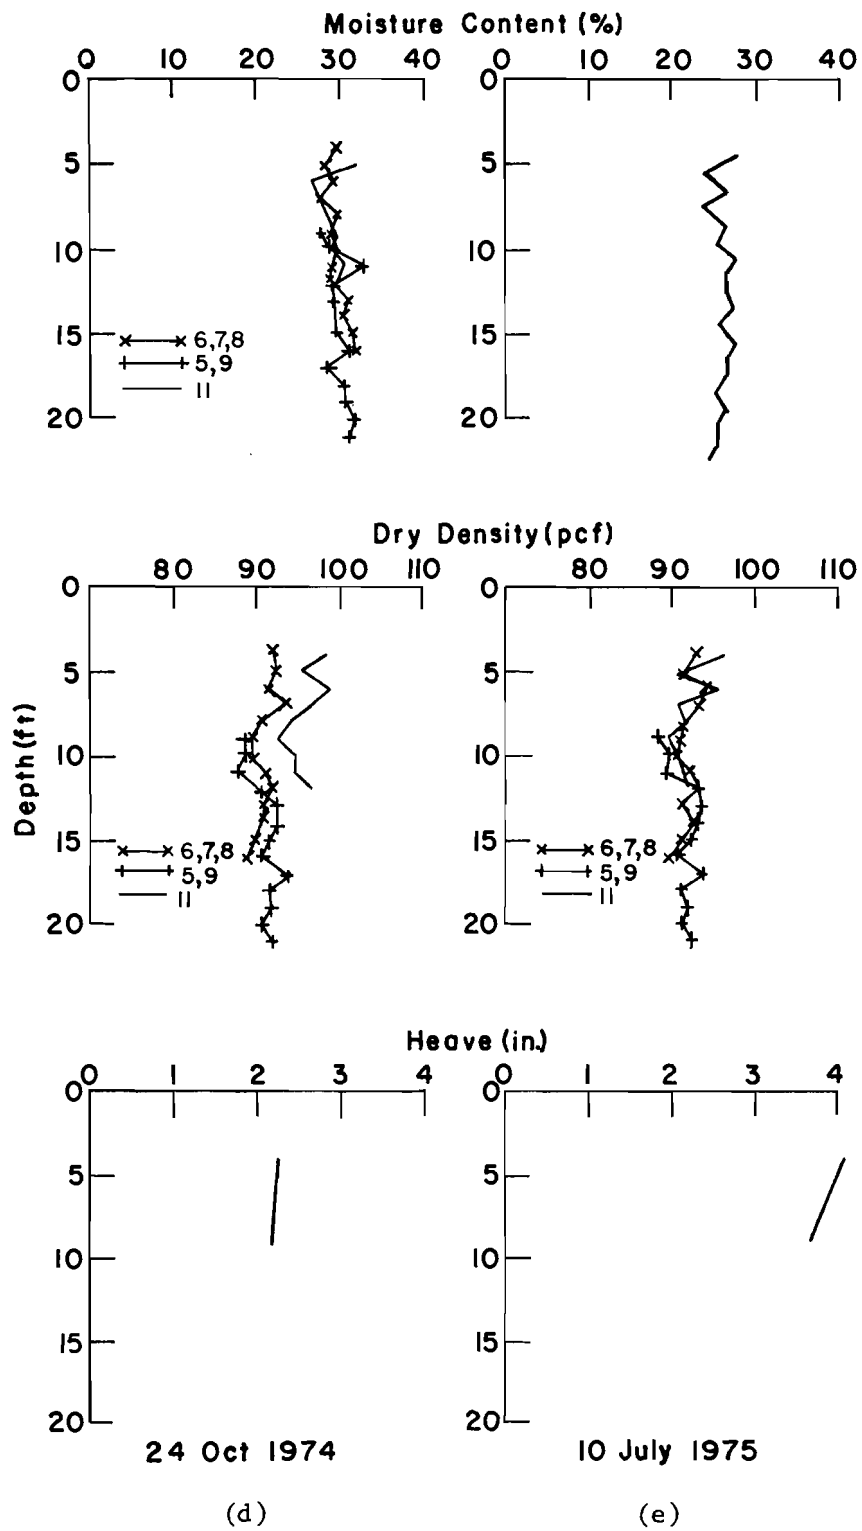 Moisture Content (%)
0 10 20 30 40 0 10 20 30 40
0 0
5 5
10 10
15 15
20 20
6,7,8
5,9
11
Dry Density (pcf)
80 90 100 110 80 90 100 110
0 0
5 5
10 10
15 15
20 20
Depth (ft)
6,7,8 6,7,8
5,9 5,9
11 11
Heave (in.)
0 1 2 3 4 0 1 2 3 4
0 0
5 5
10 10
15 15
20 20
24 Oct 1974 10 July 1975
(d) (e)